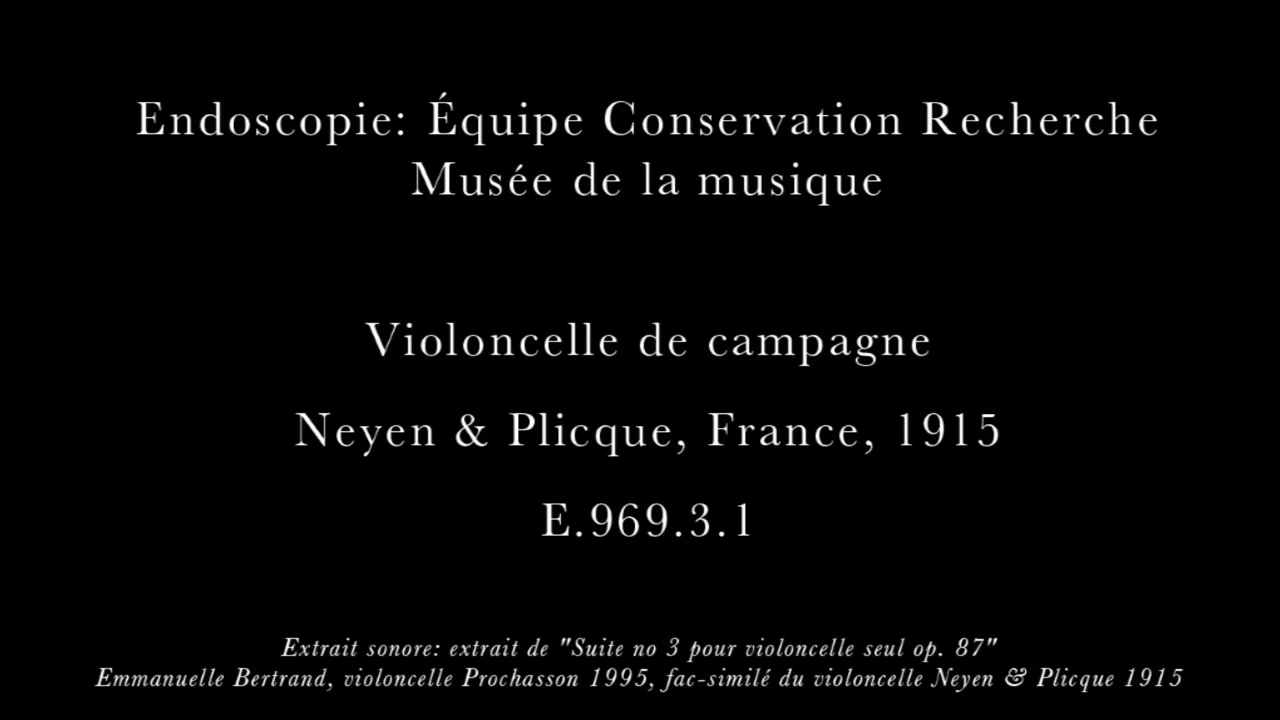 Endoscopie: Équipe Conservation Recherche
Musée de la musique
Violoncelle de campagne
Neyen & Plicque, France, 1915
E.969.3.1
Extrait sonore: extrait de "Suite no 3 pour violoncelle seul op. 87"
Emmanuelle Bertrand, violoncelle Prochasson 1995, fac-similé du violoncelle Neyen & Plicque 1915